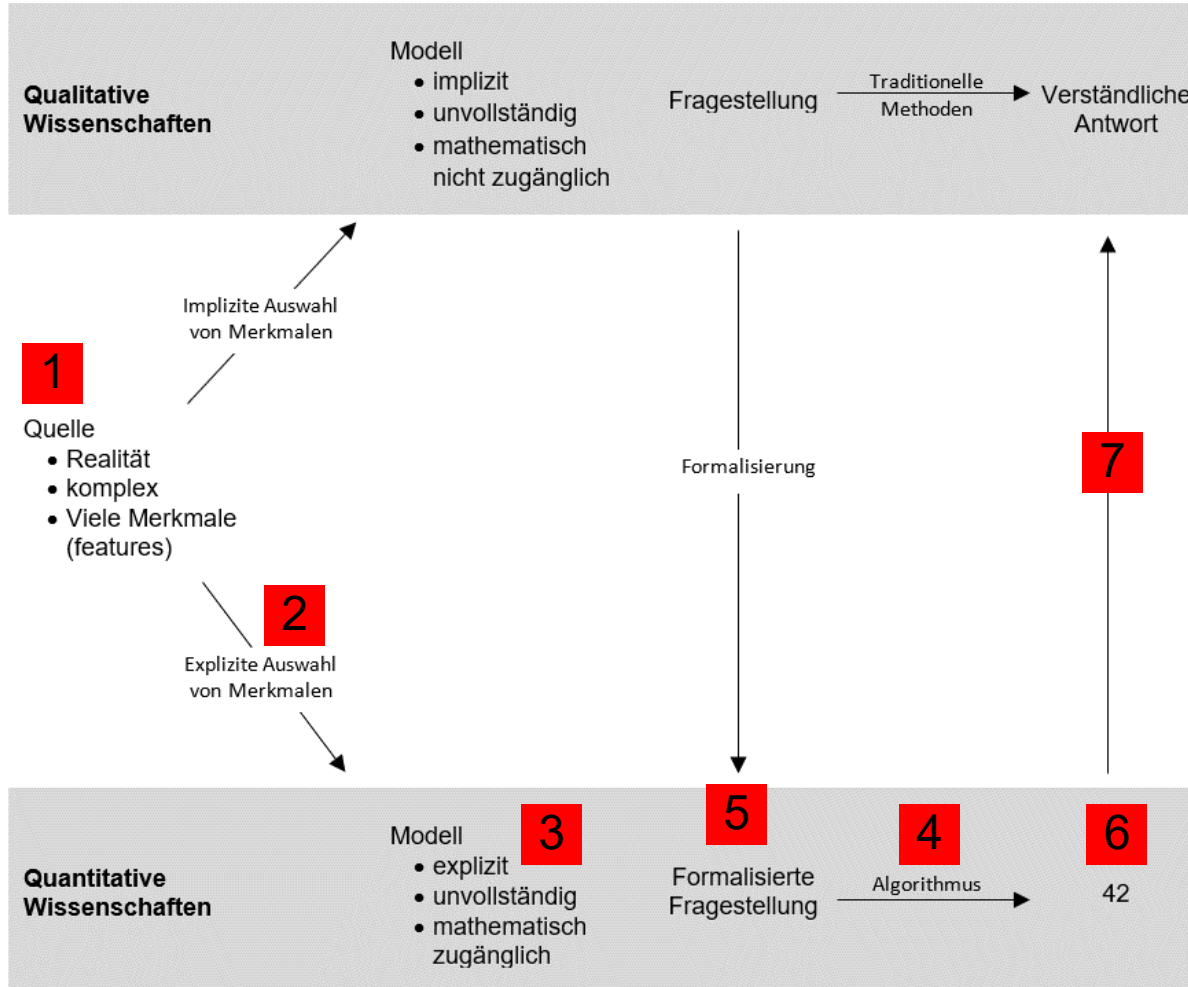 Qualitative
Wissenschaften
Modell
• implizit
• unvollständig
• mathematisch
nicht zugänglich
Fragestellung
Traditionelle
Methoden
Verständliche
Antwort
Implizite Auswahl
von Merkmalen
1
Quelle
• Realität
• komplex
• Viele Merkmale
(features)
Formalisierung
7
2
Explizite Auswahl
von Merkmalen
Quantitative
Wissenschaften
Modell
3
• explizit
• unvollständig
• mathematisch
zugänglich
5
Formalisierte
Fragestellung
4
Algorithmus
6
42